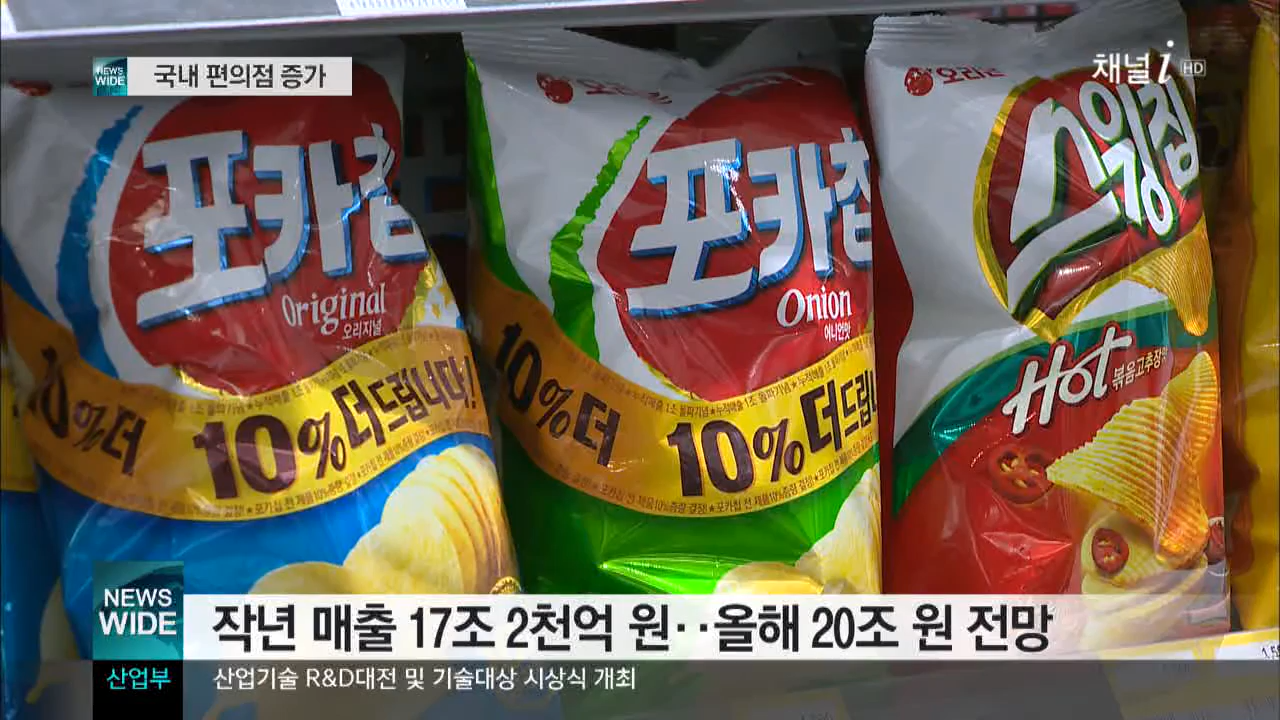 NEWS WIDE
국내 편의점 증가
채널i HD
오리온
포카칩
Original
오리지널
10%더
10%더드립니다!
포카칩
Onion
어니언맛
10%더
10%더드립니
오리온
스윙칩
Hot
볶음고추장맛
NEWS WIDE
작년 매출 17조 2천억 원··올해 20조 원 전망
산업부
산업기술 R&D대전 및 기술대상 시상식 개최